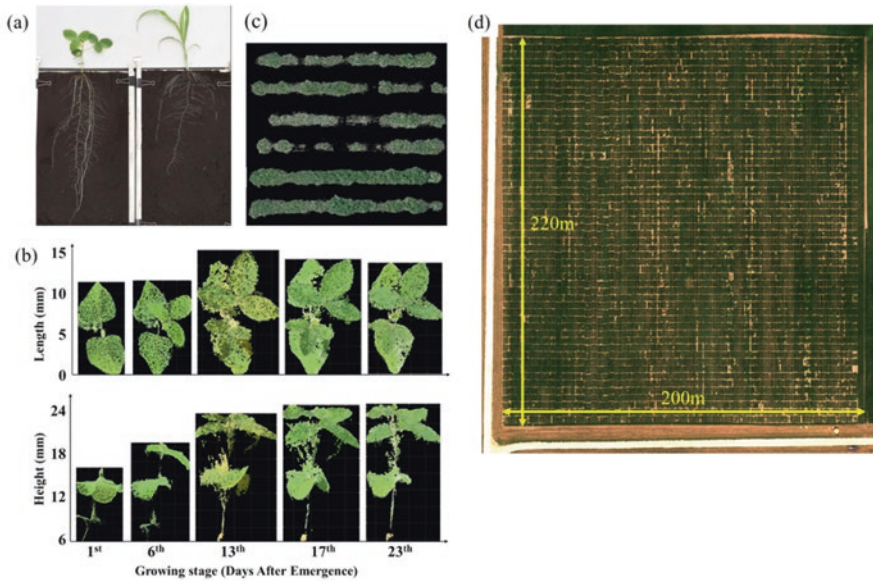 (a)
(c)
(d)
(b)
15
10
5
0
Length (mm)
24
18
12
6
Height (mm)
1st
6th
13th
17th
23th
Growing stage (Days After Emergence)
220m
200m